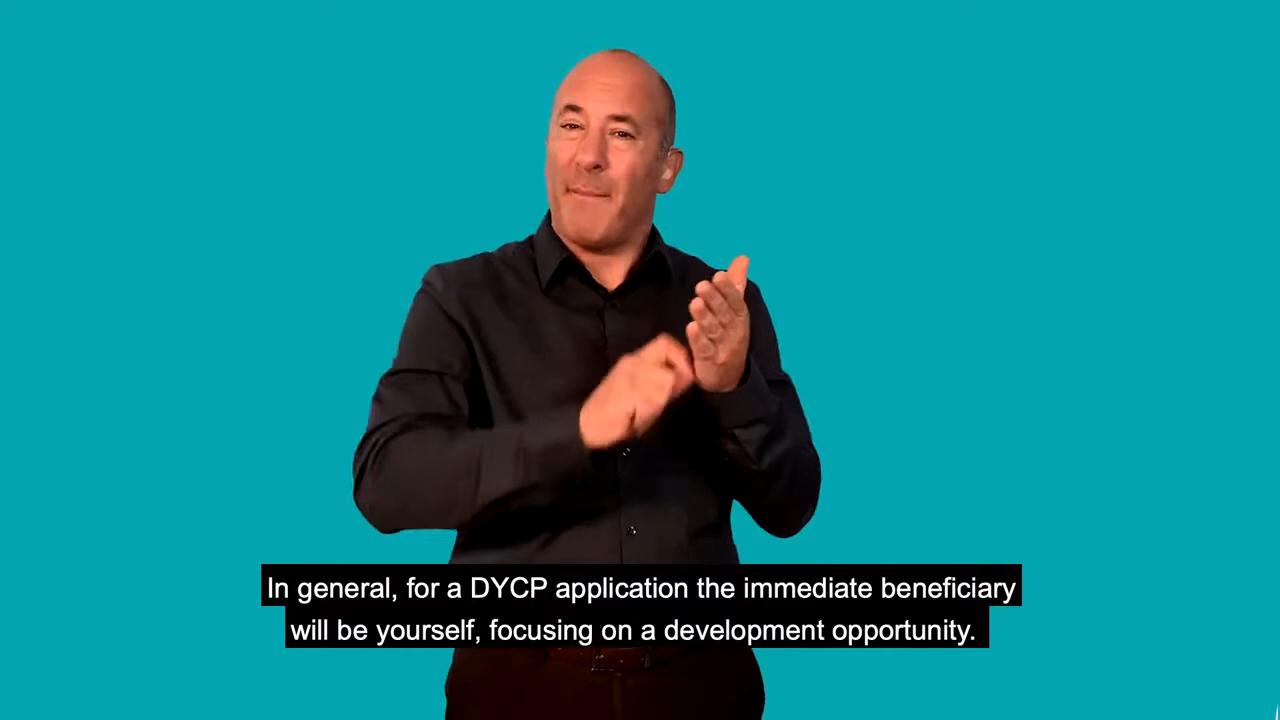 In general, for a DYCP application the immediate beneficiary
will be yourself, focusing on a development opportunity.